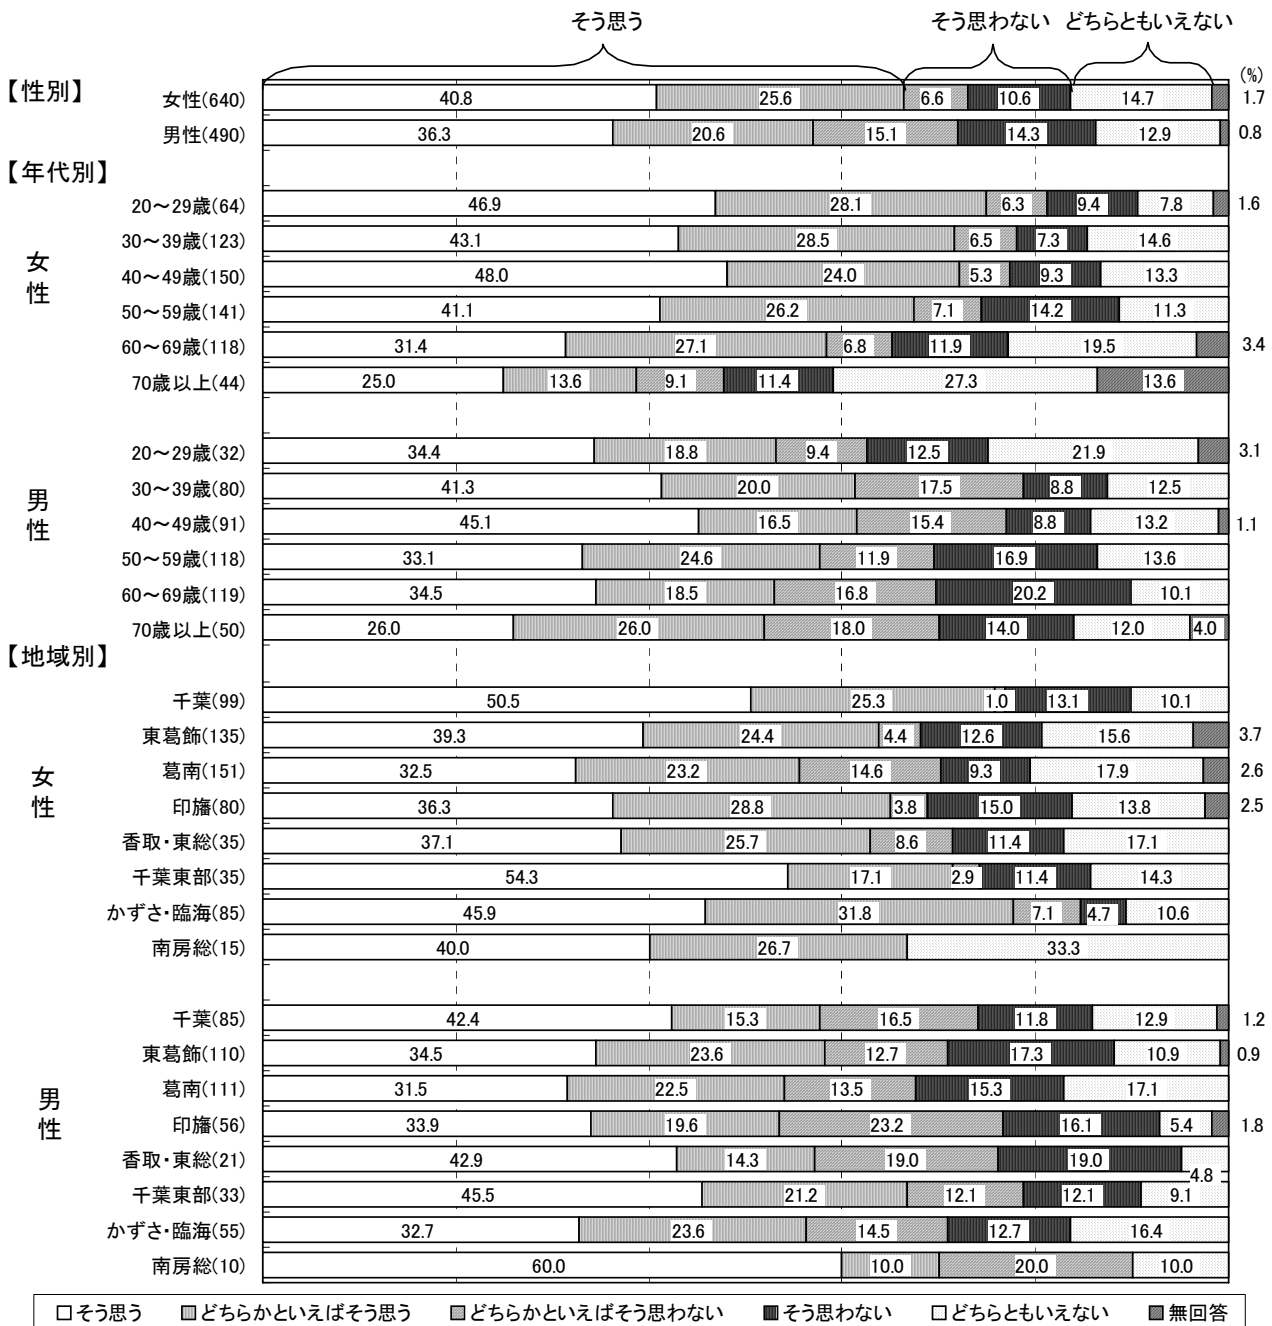 そう思う そう思わない どちらともいえない
(%)
【性別】
女性(640) 40.8 25.6 6.6 10.6 14.7 1.7
男性(490) 36.3 20.6 15.1 14.3 12.9 0.8
【年代別】
女性
20～29歳(64) 46.9 28.1 6.3 9.4 7.8 1.6
30～39歳(123) 43.1 28.5 6.5 7.3 14.6
40～49歳(150) 48.0 24.0 5.3 9.3 13.3
50～59歳(141) 41.1 26.2 7.1 14.2 11.3
60～69歳(118) 31.4 27.1 6.8 11.9 19.5 3.4
70歳以上(44) 25.0 13.6 9.1 11.4 27.3 13.6
男性
20～29歳(32) 34.4 18.8 9.4 12.5 21.9 3.1
30～39歳(80) 41.3 20.0 17.5 8.8 12.5
40～49歳(91) 45.1 16.5 15.4 8.8 13.2 1.1
50～59歳(118) 33.1 24.6 11.9 16.9 13.6
60～69歳(119) 34.5 18.5 16.8 20.2 10.1
70歳以上(50) 26.0 26.0 18.0 14.0 12.0 4.0
【地域別】
女性
千葉(99) 50.5 25.3 1.0 13.1 10.1
東葛飾(135) 39.3 24.4 4.4 12.6 15.6 3.7
葛南(151) 32.5 23.2 14.6 9.3 17.9 2.6
印旛(80) 36.3 28.8 3.8 15.0 13.8 2.5
香取・東総(35) 37.1 25.7 8.6 11.4 17.1
千葉東部(35) 54.3 17.1 2.9 11.4 14.3
かずさ・臨海(85) 45.9 31.8 7.1 4.7 10.6
南房総(15) 40.0 26.7 33.3
男性
千葉(85) 42.4 15.3 16.5 11.8 12.9 1.2
東葛飾(110) 34.5 23.6 12.7 17.3 10.9 0.9
葛南(111) 31.5 22.5 13.5 15.3 17.1
印旛(56) 33.9 19.6 23.2 16.1 5.4 1.8
香取・東総(21) 42.9 14.3 19.0 19.0 4.8
千葉東部(33) 45.5 21.2 12.1 12.1 9.1
かずさ・臨海(55) 32.7 23.6 14.5 12.7 16.4
南房総(10) 60.0 10.0 20.0 10.0
そう思う どちらかといえばそう思う どちらかといえばそう思わない そう思わない どちらともいえない 無回答